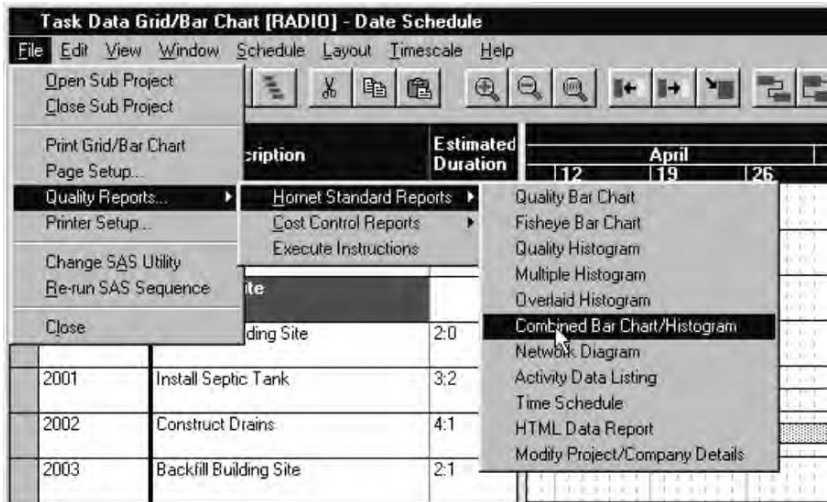 Task Data Grid/Bar Chart [RADIO] - Date Schedule
File Edit View Window Schedule Layout Timescale Help
Open Sub Project
Close Sub Project
Print Grid/Bar Chart
Page Setup...
Quality Reports...
Printer Setup...
Change SAS Utility
Re-run SAS Sequence
Close
Hornet Standard Reports
Cost Control Reports
Execute Instructions
Quality Bar Chart
Fisheye Bar Chart
Quality Histogram
Multiple Histogram
Overlaid Histogram
Combined Bar Chart/Histogram
Network Diagram
Activity Data Listing
Time Schedule
HTML Data Report
Modify Project/Company Details
cription Estimated Duration
April
12 19 26
ite
ding Site 2:0
2001 Install Septic Tank 3:2
2002 Construct Drains 4:1
2003 Backfill Building Site 2:1